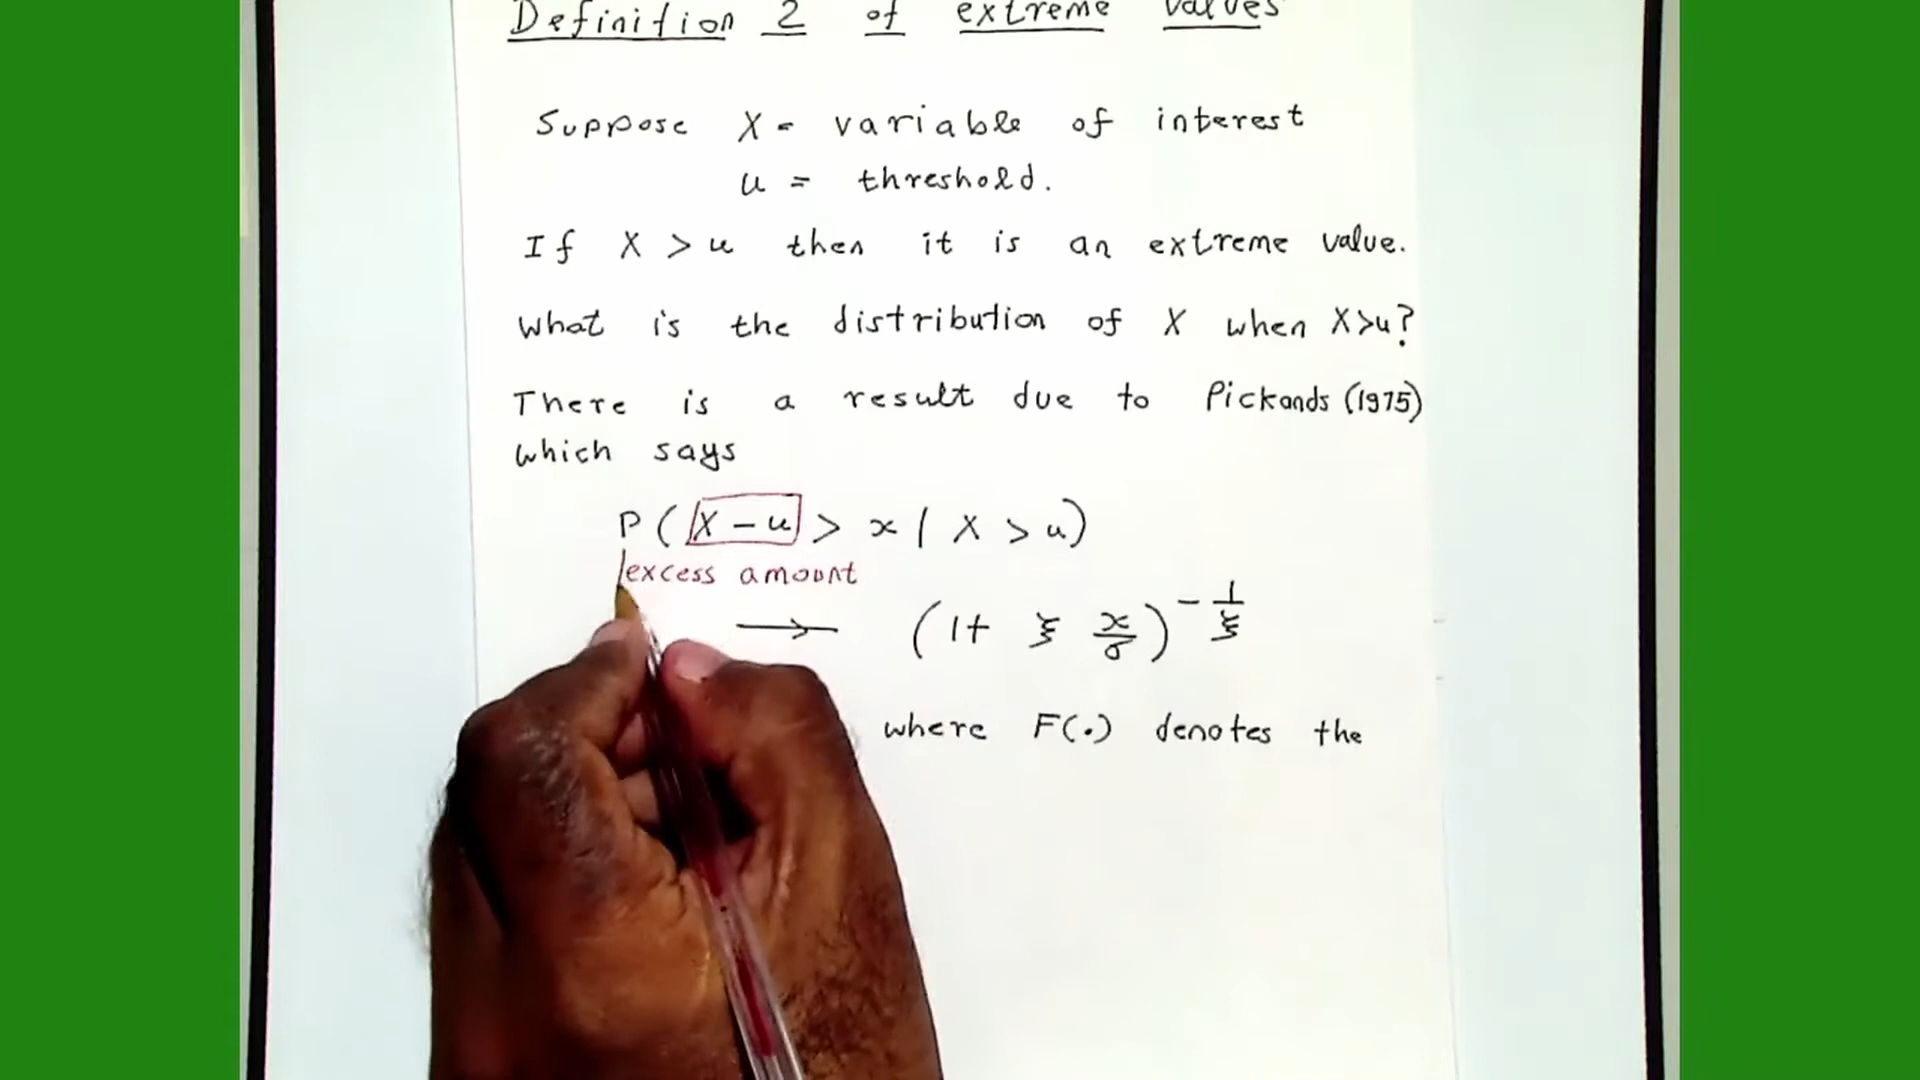 Definition 2 of extreme values
Suppose X = variable of interest
u = threshold.
If X > u then it is an extreme value.
What is the distribution of X when X>u?
There is a result due to Pickands (1975)
which says
P ( X - u > x | X > u)
excess amount
→ (1+ ξ x/σ)^-1/ξ
where F(.) denotes the